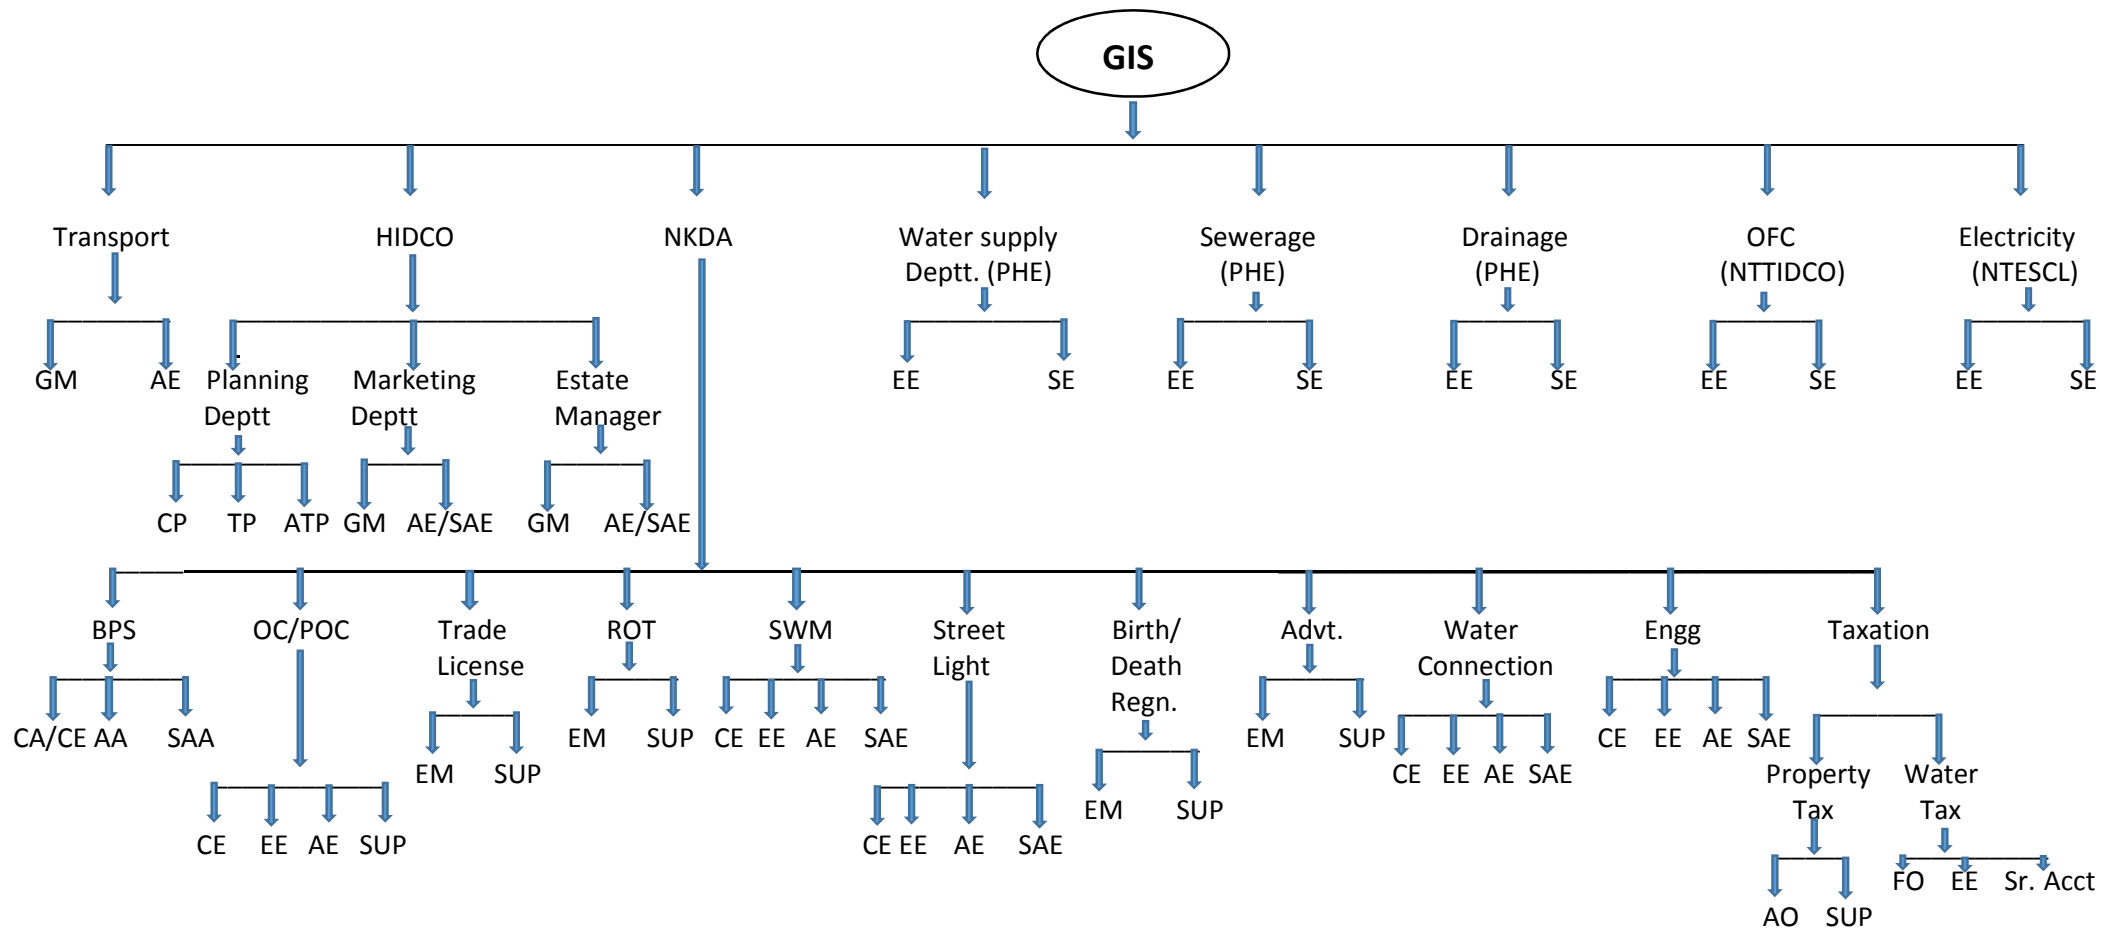 GIS
Transport HIDCO NKDA Water supply Sewerage Drainage OFC Electricity
Deptt. (PHE) (PHE) (PHE) (NTTIDCO) (NTESCL)
GM AE Planning Marketing Estate EE SE EE SE EE SE EE SE EE SE
Deptt Deptt Manager
CP TP ATP GM AE/SAE GM AE/SAE
BPS OC/POC Trade ROT SWM Street Birth/ Advt. Water Engg Taxation
License Light Death Connection
Regn.
CA/CE AA SAA EM SUP CE EE AE SAE EM SUP CE EE AE SAE
EM SUP CE EE AE SAE Property Water
EM SUP Tax Tax
CE EE AE SUP CE EE AE SAE
FO EE Sr. Acct
AO SUP